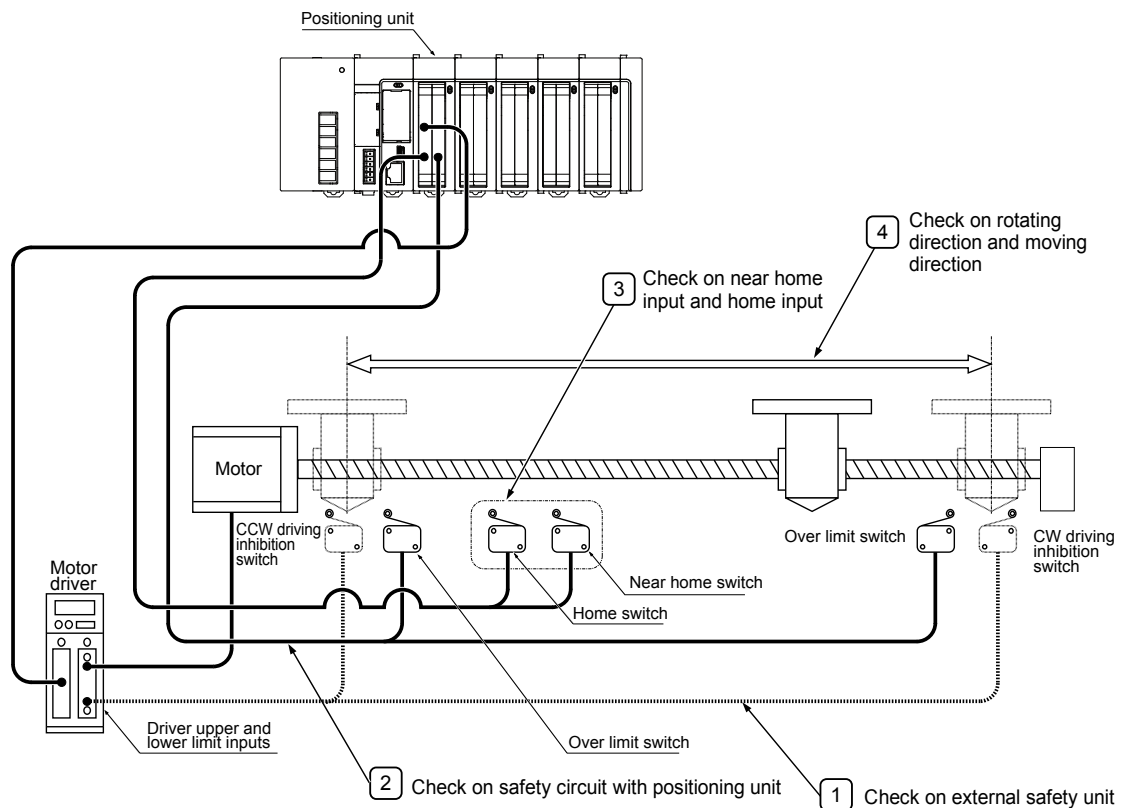 Positioning unit
4
Check on rotating
direction and moving
direction
3
Check on near home
input and home input
Motor
CCW driving
inhibition
switch
Over limit switch
CW driving
inhibition
switch
Near home switch
Home switch
Motor
driver
Driver upper and
lower limit inputs
Over limit switch
2
Check on safety circuit with positioning unit
1
Check on external safety unit